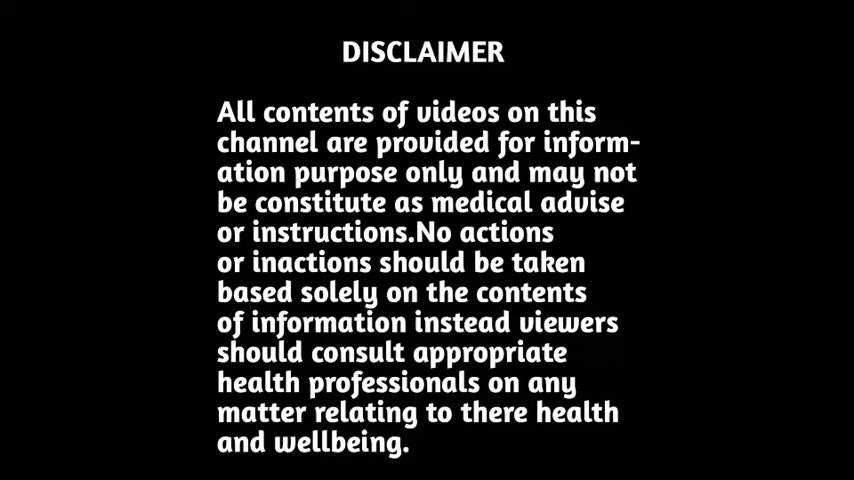 DISCLAIMER
All contents of videos on this
channel are provided for inform-
ation purpose only and may not
be constitute as medical advise
or instructions.No actions
or inactions should be taken
based solely on the contents
of information instead viewers
should consult appropriate
health professionals on any
matter relating to there health
and wellbeing.